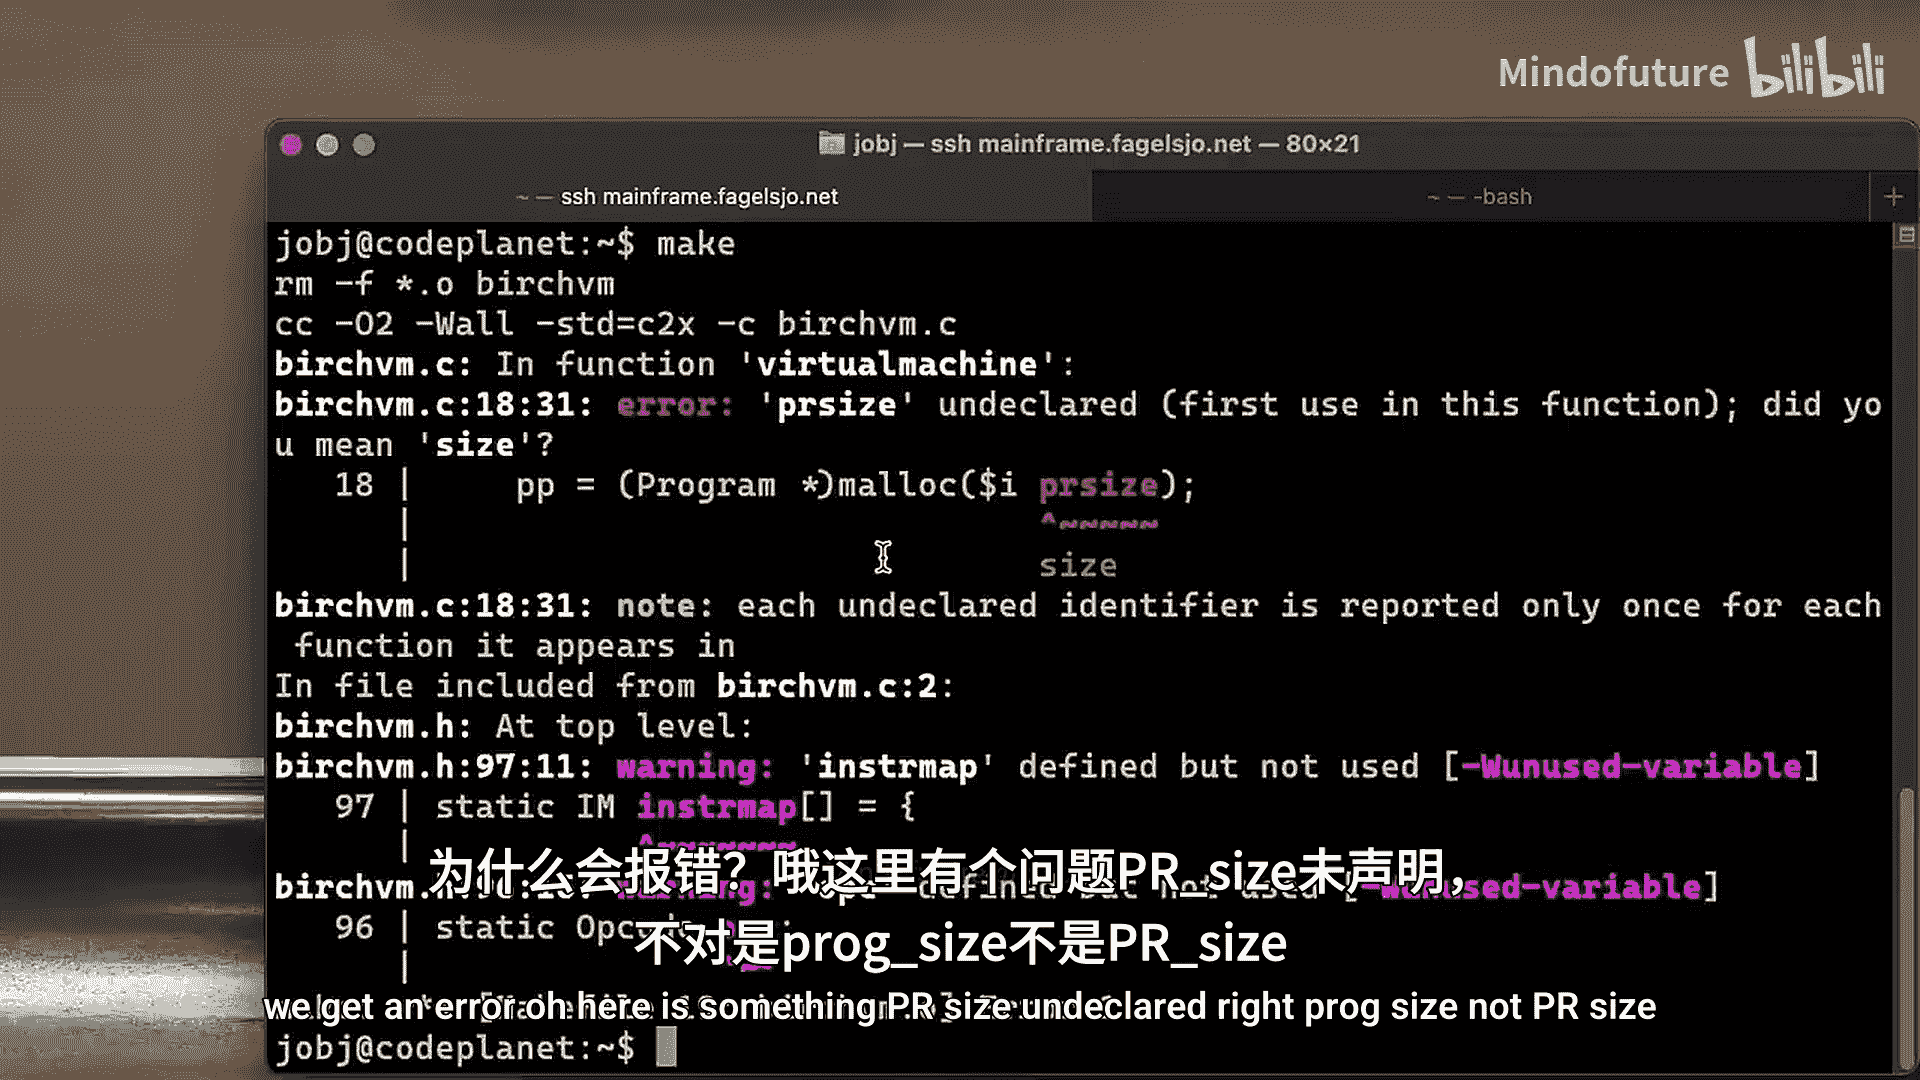 Mindofuture bilibili
jobj — ssh mainframe.fagelsjo.net — 80×21
~ — ssh mainframe.fagelsjo.net
~ — -bash
+
jobj@codeplanet:~$ make
rm -f *.o birchvm
cc -O2 -Wall -std=c2x -c birchvm.c
birchvm.c: In function 'virtualmachine':
birchvm.c:18:31: error: 'prsize' undeclared (first use in this function); did yo
u mean 'size'?
18 | pp = (Program *)malloc($i prsize);
| ^~~~~~
| size
birchvm.c:18:31: note: each undeclared identifier is reported only once for each
function it appears in
In file included from birchvm.c:2:
birchvm.h: At top level:
birchvm.h:97:11: warning: 'instrmap' defined but not used [-Wunused-variable]
97 | static IM instrmap[] = {
| ^~~~~~~~
为什么会报错？哦这里有个问题PR_size未声明，
birchvm. warning: defined but not used [-Wunused-variable]
96 | static
不对是prog_size不是PR_size
|
we get an error oh here is something PR size undeclared right prog size not PR size
jobj@codeplanet:~$